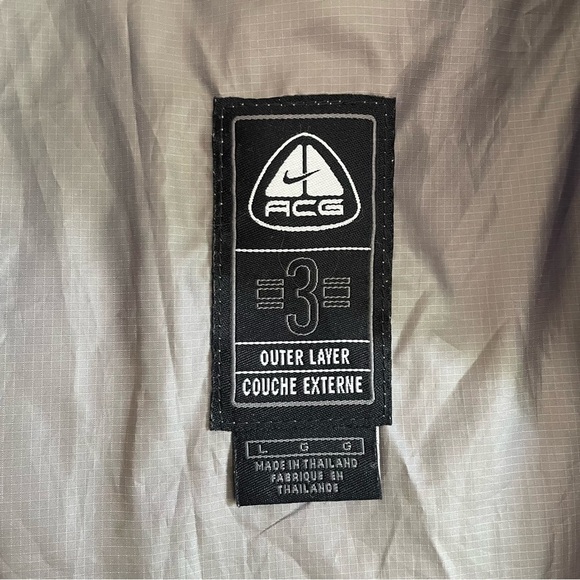 ACG
3
OUTER LAYER
COUCHE EXTERNE
L G G
MADE IN THAILAND
FABRIQUE EN
THAILANDE